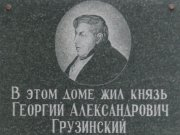 В этом доме жил князь
Георгий Александрович
Грузинский